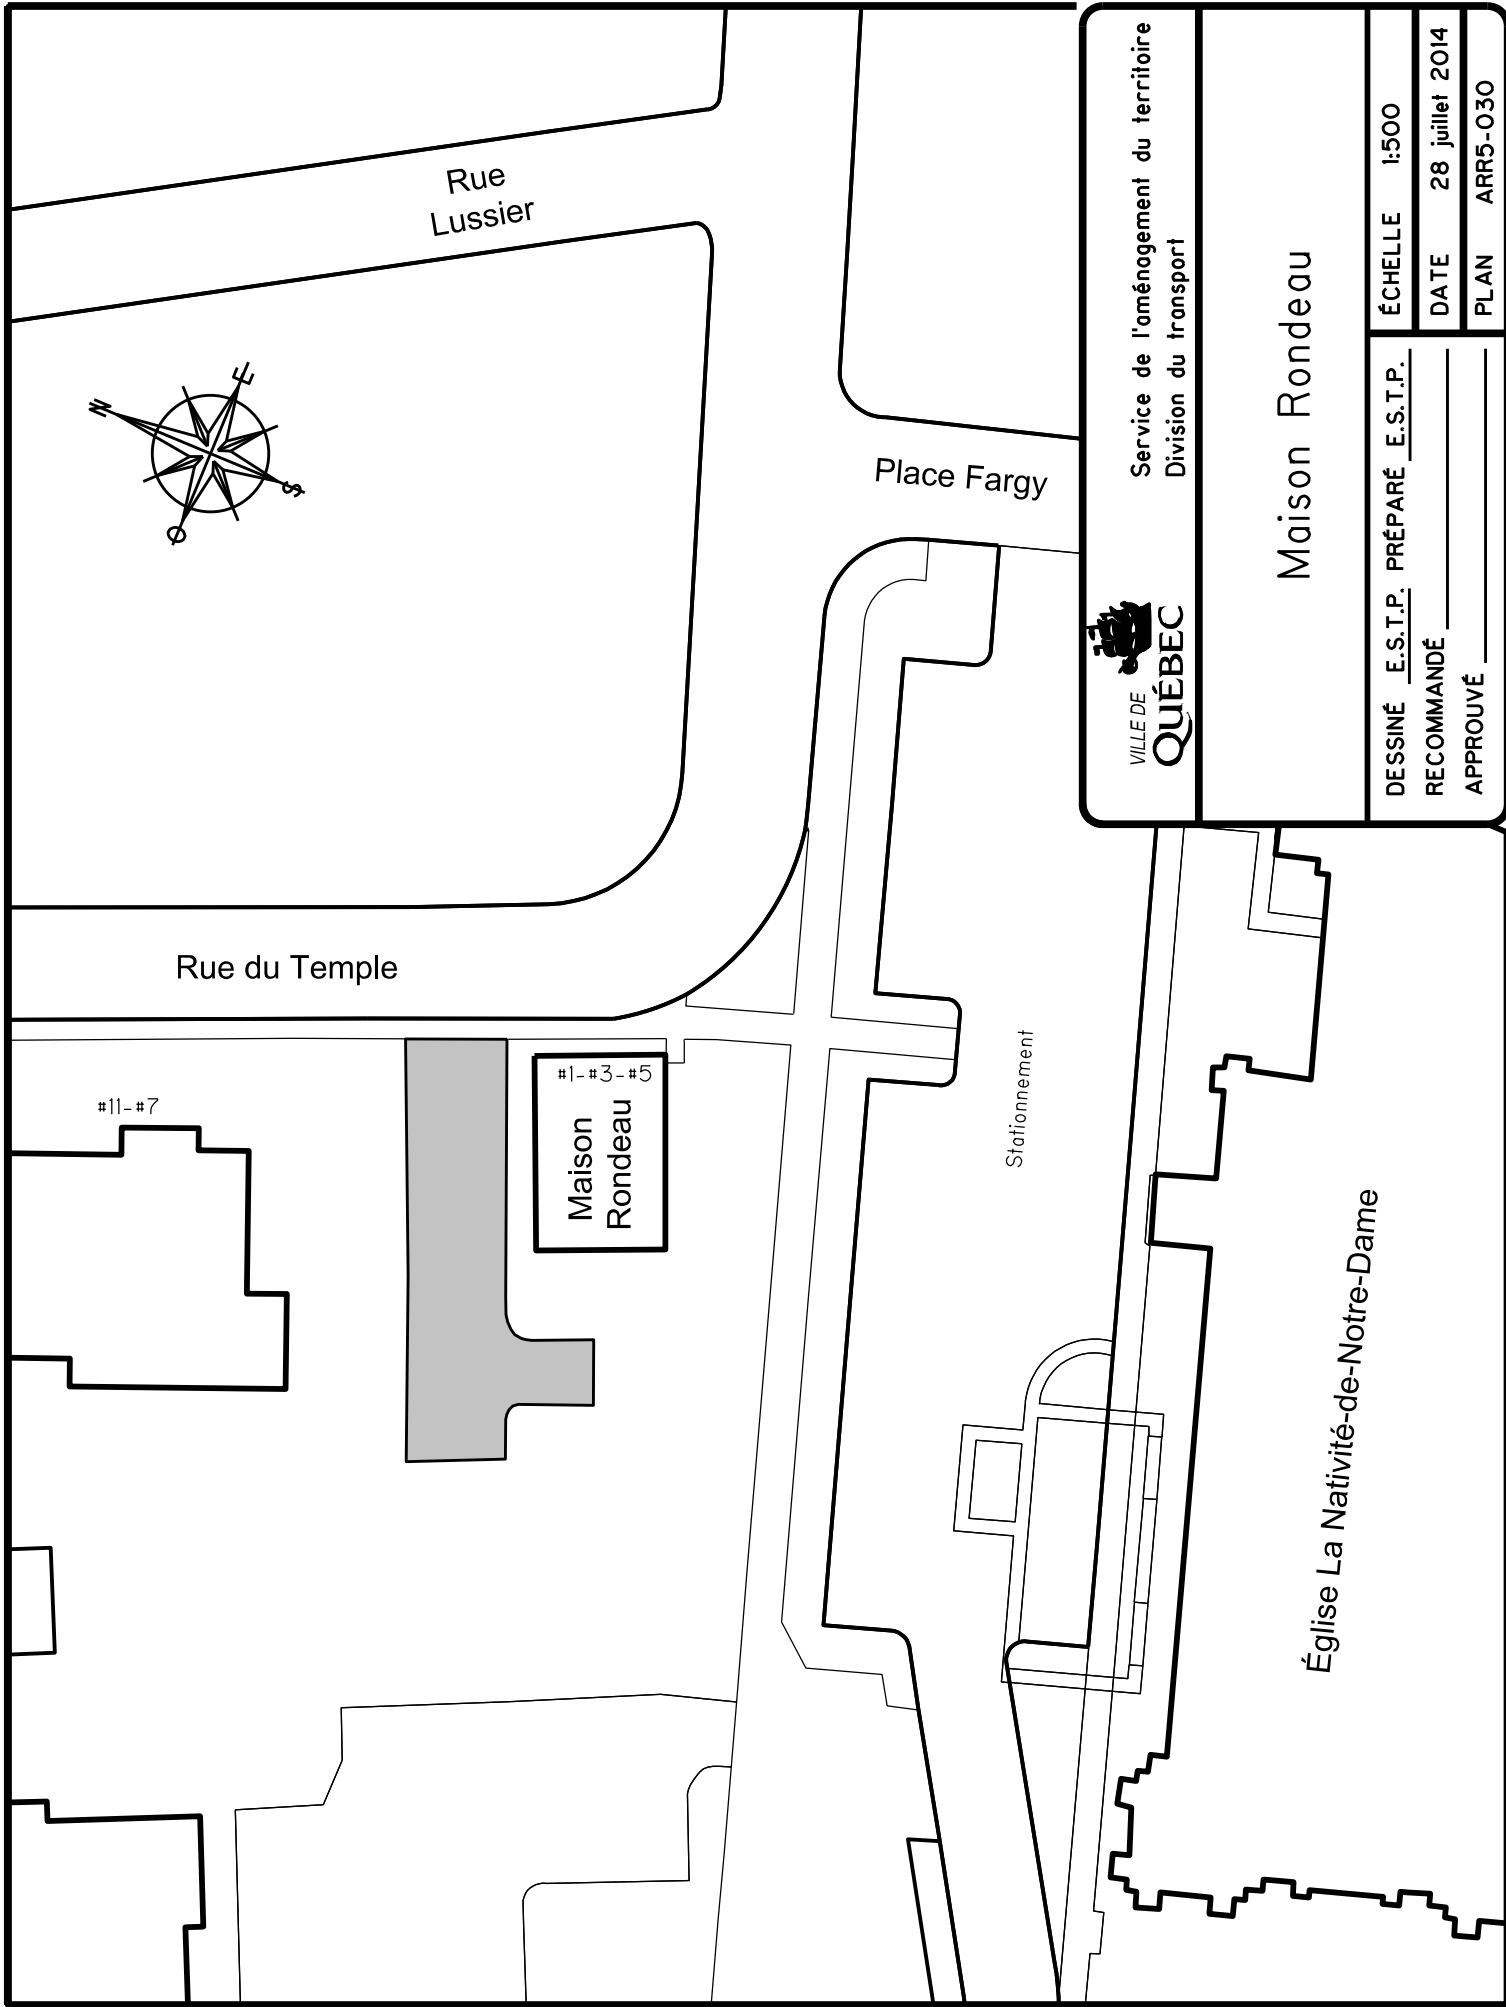 Rue
Lussier
N
E
S
O
Place Fargy
Rue du Temple
#11-#7
#1-#3-#5
Maison
Rondeau
Stationnement
Église La Nativité-de-Notre-Dame
VILLE DE
QUÉBEC
Service de l'aménagement du territoire
Division du transport
Maison Rondeau
DESSINÉ E.S.T.P. PRÉPARÉ E.S.T.P.
RECOMMANDÉ
APPROUVÉ
ÉCHELLE 1:500
DATE 28 juillet 2014
PLAN ARR5-030